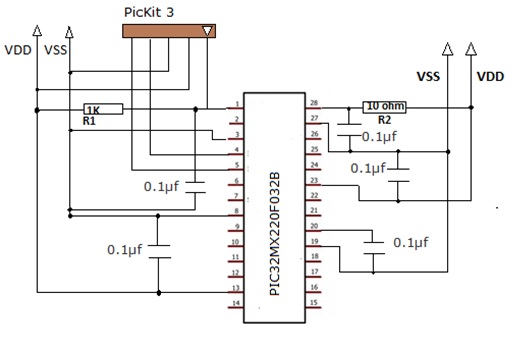 PicKit 3
VDD
VSS
VSS
VDD
1K
R1
10 ohm
R2
0.1µf
0.1µf
0.1µf
0.1µf
0.1µf
PIC32MX220F032B
1
2
3
4
5
6
7
8
9
10
11
12
13
14
28
27
26
25
24
23
22
21
20
19
18
17
16
15